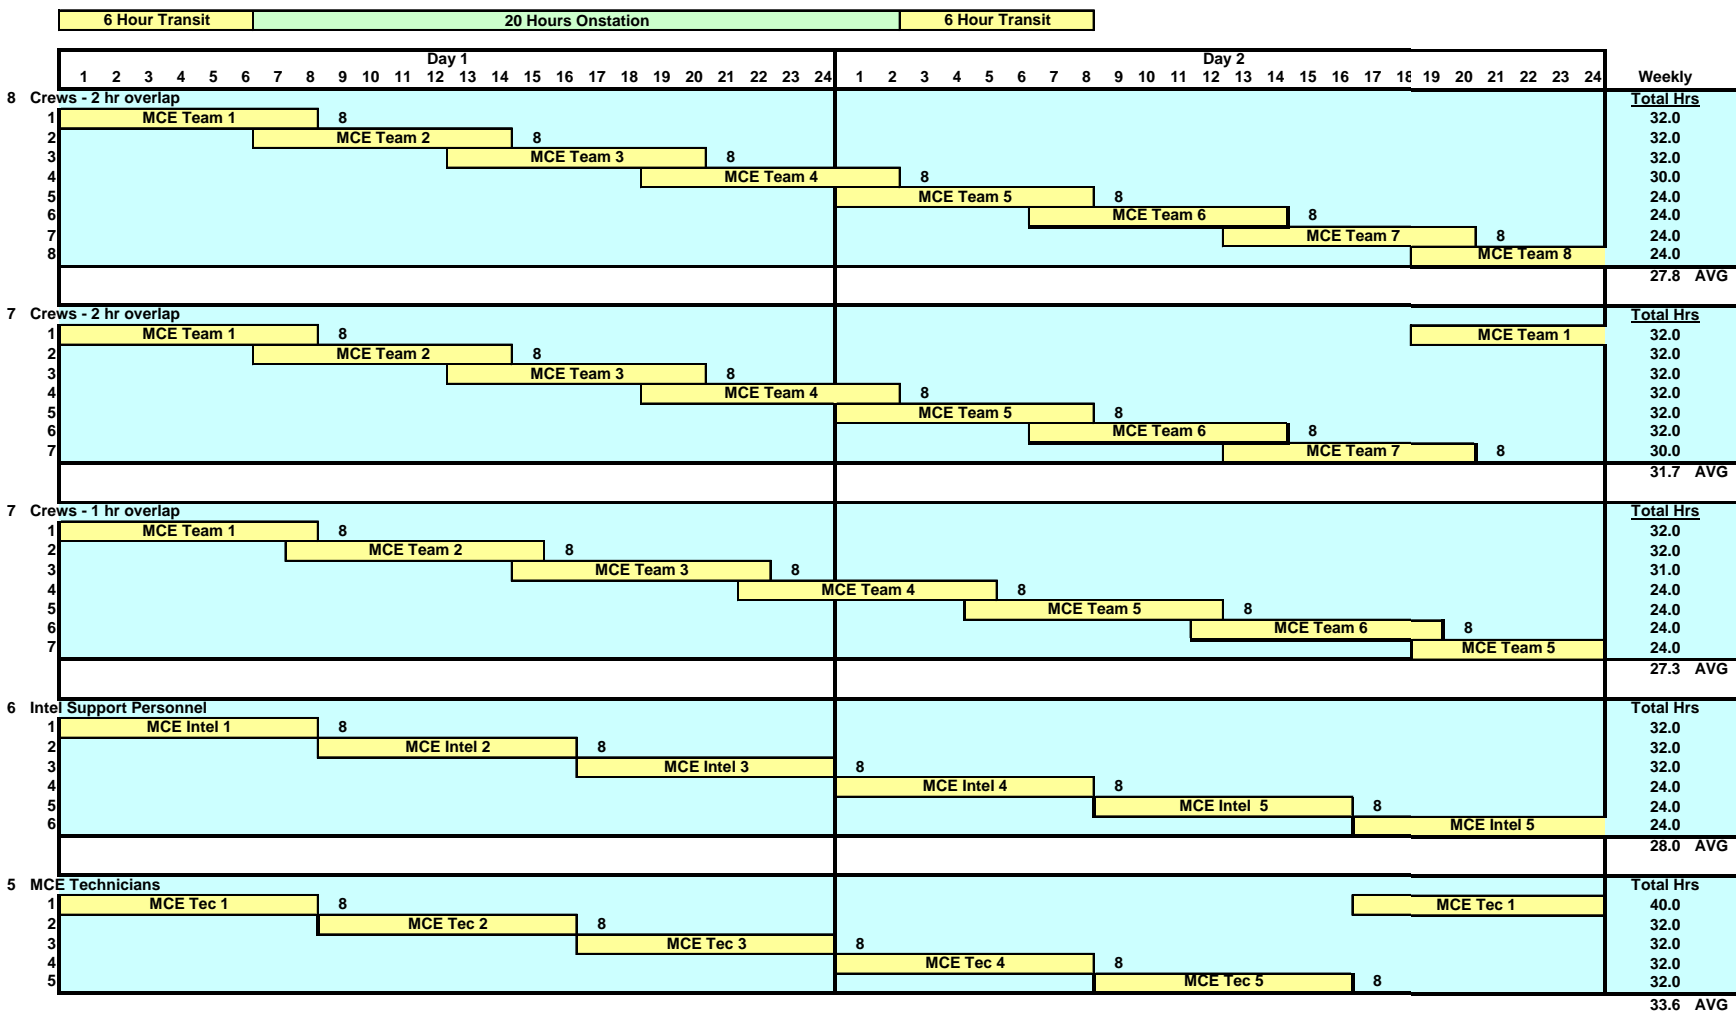 6 Hour Transit 20 Hours Onstation 6 Hour Transit
Day 1 Day 2
1 2 3 4 5 6 7 8 9 10 11 12 13 14 15 16 17 18 19 20 21 22 23 24 1 2 3 4 5 6 7 8 9 10 11 12 13 14 15 16 17 18 19 20 21 22 23 24 Weekly
8 Crews - 2 hr overlap Total Hrs
1 MCE Team 1 8 32.0
2 MCE Team 2 8 32.0
3 MCE Team 3 8 32.0
4 MCE Team 4 8 30.0
5 MCE Team 5 8 24.0
6 MCE Team 6 8 24.0
7 MCE Team 7 8 24.0
8 MCE Team 8 24.0
27.8 AVG
7 Crews - 2 hr overlap Total Hrs
1 MCE Team 1 8 MCE Team 1 32.0
2 MCE Team 2 8 32.0
3 MCE Team 3 8 32.0
4 MCE Team 4 8 32.0
5 MCE Team 5 8 32.0
6 MCE Team 6 8 32.0
7 MCE Team 7 8 30.0
31.7 AVG
7 Crews - 1 hr overlap Total Hrs
1 MCE Team 1 8 32.0
2 MCE Team 2 8 32.0
3 MCE Team 3 8 31.0
4 MCE Team 4 8 24.0
5 MCE Team 5 8 24.0
6 MCE Team 6 8 24.0
7 MCE Team 5 24.0
27.3 AVG
6 Intel Support Personnel Total Hrs
1 MCE Intel 1 8 32.0
2 MCE Intel 2 8 32.0
3 MCE Intel 3 8 32.0
4 MCE Intel 4 8 24.0
5 MCE Intel 5 8 24.0
6 MCE Intel 5 24.0
28.0 AVG
5 MCE Technicians Total Hrs
1 MCE Tec 1 8 MCE Tec 1 40.0
2 MCE Tec 2 8 32.0
3 MCE Tec 3 8 32.0
4 MCE Tec 4 8 32.0
5 MCE Tec 5 8 32.0
33.6 AVG